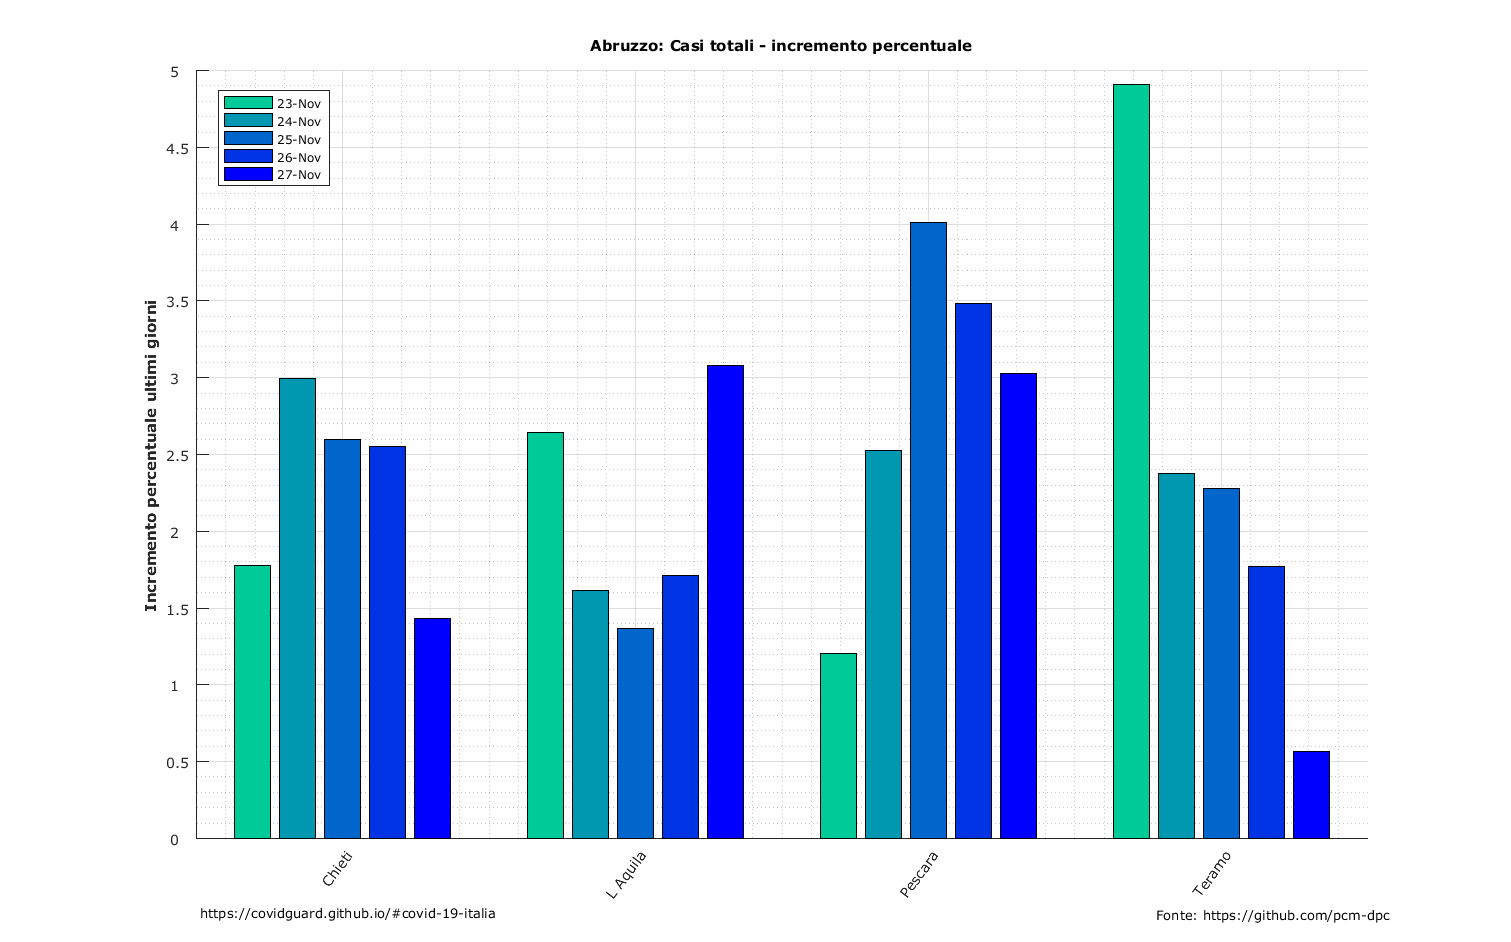 Abruzzo: Casi totali - incremento percentuale
5
4.5
4
3.5
3
2.5
2
1.5
1
0.5
0
Incremento percentuale ultimi giorni
23-Nov
24-Nov
25-Nov
26-Nov
27-Nov
Chieti
L Aquila
Pescara
Teramo
https://covidguard.github.io/#covid-19-italia
Fonte: https://github.com/pcm-dpc